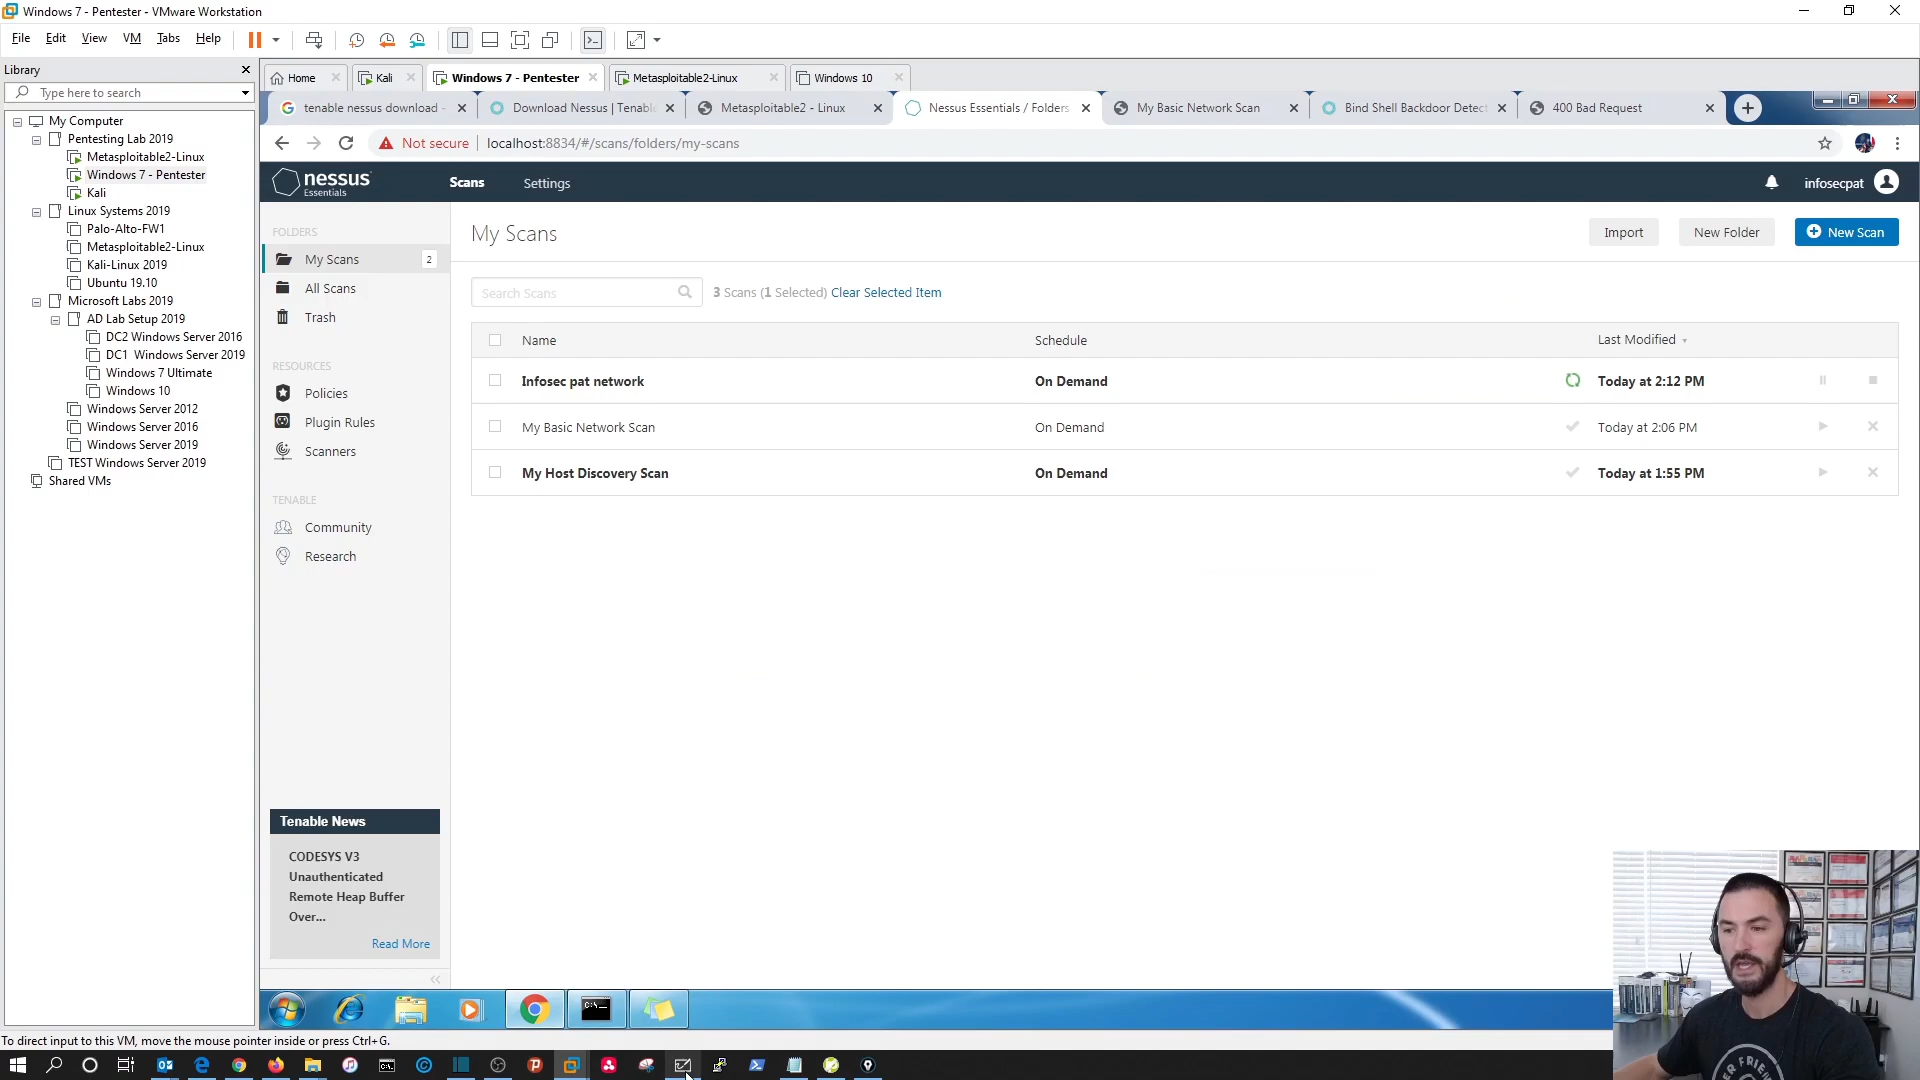 Windows 7 - Pentester - VMware Workstation
File Edit View VM Tabs Help
Library
Type here to search
My Computer
Pentesting Lab 2019
Metasploitable2-Linux
Windows 7 - Pentester
Kali
Linux Systems 2019
Palo-Alto-FW1
Metasploitable2-Linux
Kali-Linux 2019
Ubuntu 19.10
Microsoft Labs 2019
AD Lab Setup 2019
DC2 Windows Server 2016
DC1 Windows Server 2019
Windows 7 Ultimate
Windows 10
Windows Server 2012
Windows Server 2016
Windows Server 2019
TEST Windows Server 2019
Shared VMs
Home Kali Windows 7 - Pentester Metasploitable2-Linux Windows 10
tenable nessus download - Download Nessus | Tenable Metasploitable2 - Linux Nessus Essentials / Folders My Basic Network Scan Bind Shell Backdoor Detect 400 Bad Request
Not secure localhost:8834/#/scans/folders/my-scans
nessus Essentials Scans Settings infosecpat
FOLDERS
My Scans 2
All Scans
Trash
RESOURCES
Policies
Plugin Rules
Scanners
TENABLE
Community
Research
Tenable News
CODESYS V3
Unauthenticated
Remote Heap Buffer
Over...
Read More
My Scans Import New Folder New Scan
Search Scans 3 Scans (1 Selected) Clear Selected Item
Name Schedule Last Modified
Infosec pat network On Demand Today at 2:12 PM
My Basic Network Scan On Demand Today at 2:06 PM
My Host Discovery Scan On Demand Today at 1:55 PM
To direct input to this VM, move the mouse pointer inside or press Ctrl+G.